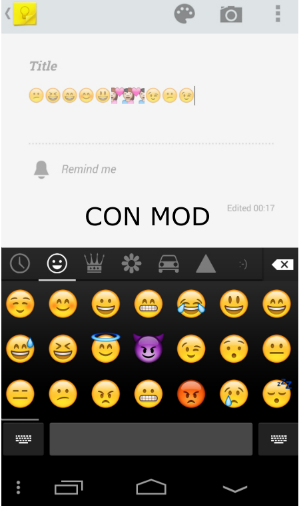 Title
Remind me
Edited 00:17
CON MOD
:-)